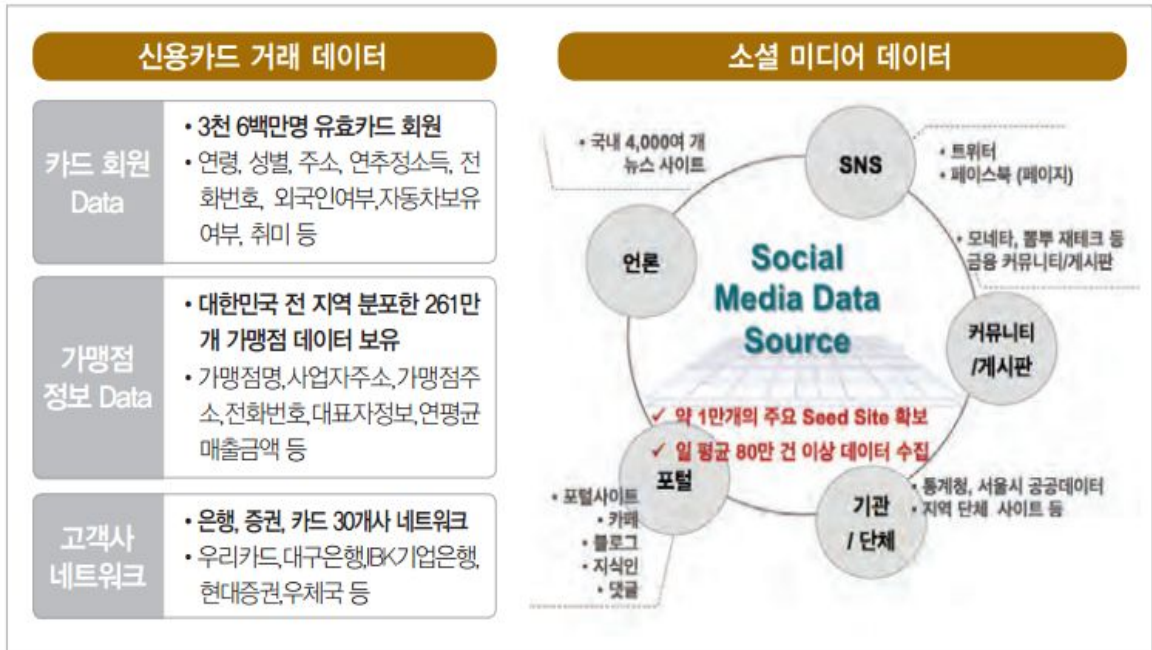 신용카드 거래 데이터
카드 회원
Data
• 3천 6백만명 유효카드 회원
• 연령, 성별, 주소, 연추정소득, 전
화번호, 외국인여부,자동차보유
여부, 취미 등
가맹점
정보 Data
• 대한민국 전 지역 분포한 261만
개 가맹점 데이터 보유
• 가맹점명,사업자주소,가맹점주
소,전화번호,대표자정보,연평균
매출금액 등
고객사
네트워크
• 은행, 증권, 카드 30개사 네트워크
• 우리카드,대구은행,IBK기업은행,
현대증권,우체국 등
소셜 미디어 데이터
• 국내 4,000여 개
뉴스 사이트
SNS
• 트위터
• 페이스북 (페이지)
언론
• 모네타, 뽐뿌 재테크 등
금융 커뮤니티/게시판
Social
Media Data
Source
커뮤니티
/게시판
✓ 약 1만개의 주요 Seed Site 확보
✓ 일 평균 80만 건 이상 데이터 수집
포털
• 포털사이트
• 카페
• 블로그
• 지식인
• 댓글
기관
/ 단체
• 통계청, 서울시 공공데이터
• 지역 단체 사이트 등